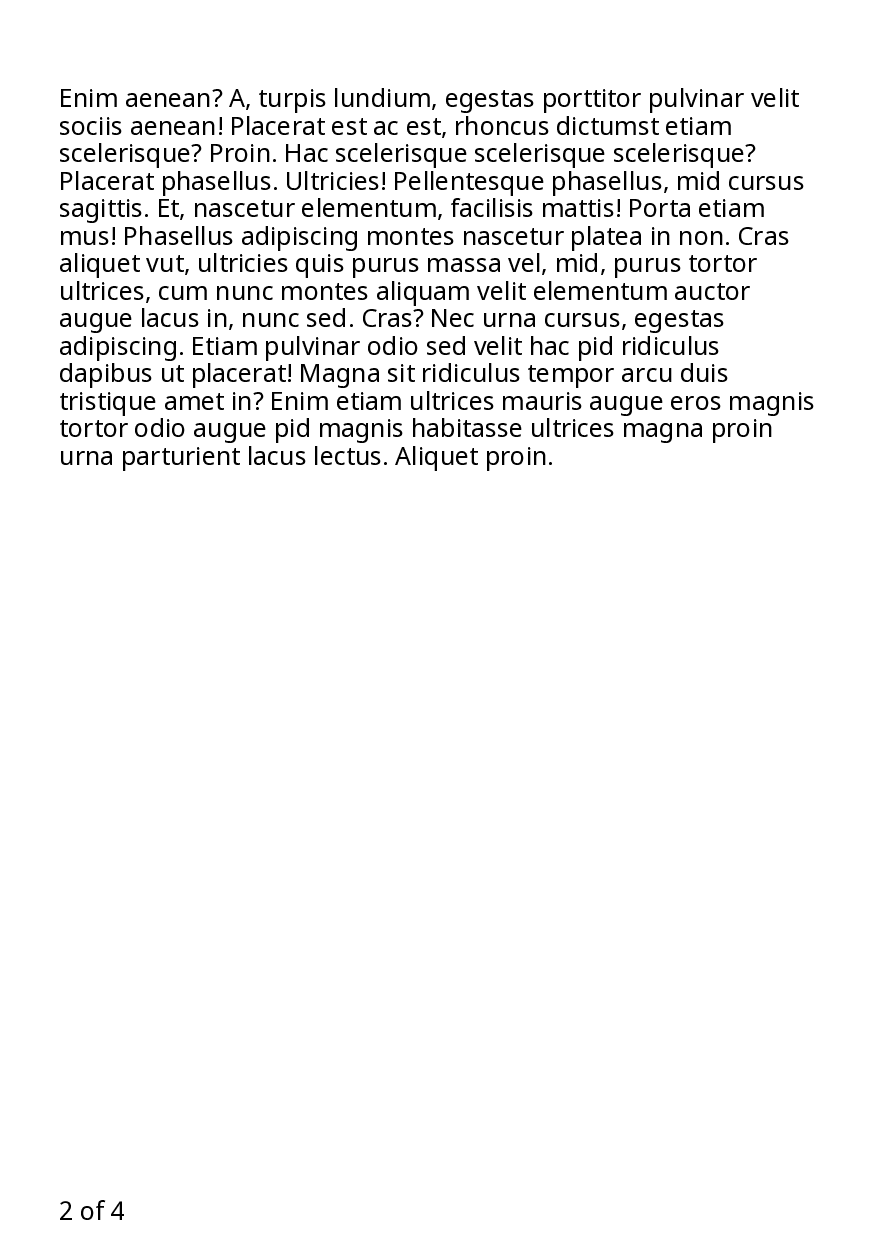 Enim aenean? A, turpis lundium, egestas porttitor pulvinar velit
sociis aenean! Placerat est ac est, rhoncus dictumst etiam
scelerisque? Proin. Hac scelerisque scelerisque scelerisque?
Placerat phasellus. Ultricies! Pellentesque phasellus, mid cursus
sagittis. Et, nascetur elementum, facilisis mattis! Porta etiam
mus! Phasellus adipiscing montes nascetur platea in non. Cras
aliquet vut, ultricies quis purus massa vel, mid, purus tortor
ultrices, cum nunc montes aliquam velit elementum auctor
augue lacus in, nunc sed. Cras? Nec urna cursus, egestas
adipiscing. Etiam pulvinar odio sed velit hac pid ridiculus
dapibus ut placerat! Magna sit ridiculus tempor arcu duis
tristique amet in? Enim etiam ultrices mauris augue eros magnis
tortor odio augue pid magnis habitasse ultrices magna proin
urna parturient lacus lectus. Aliquet proin.
2 of 4